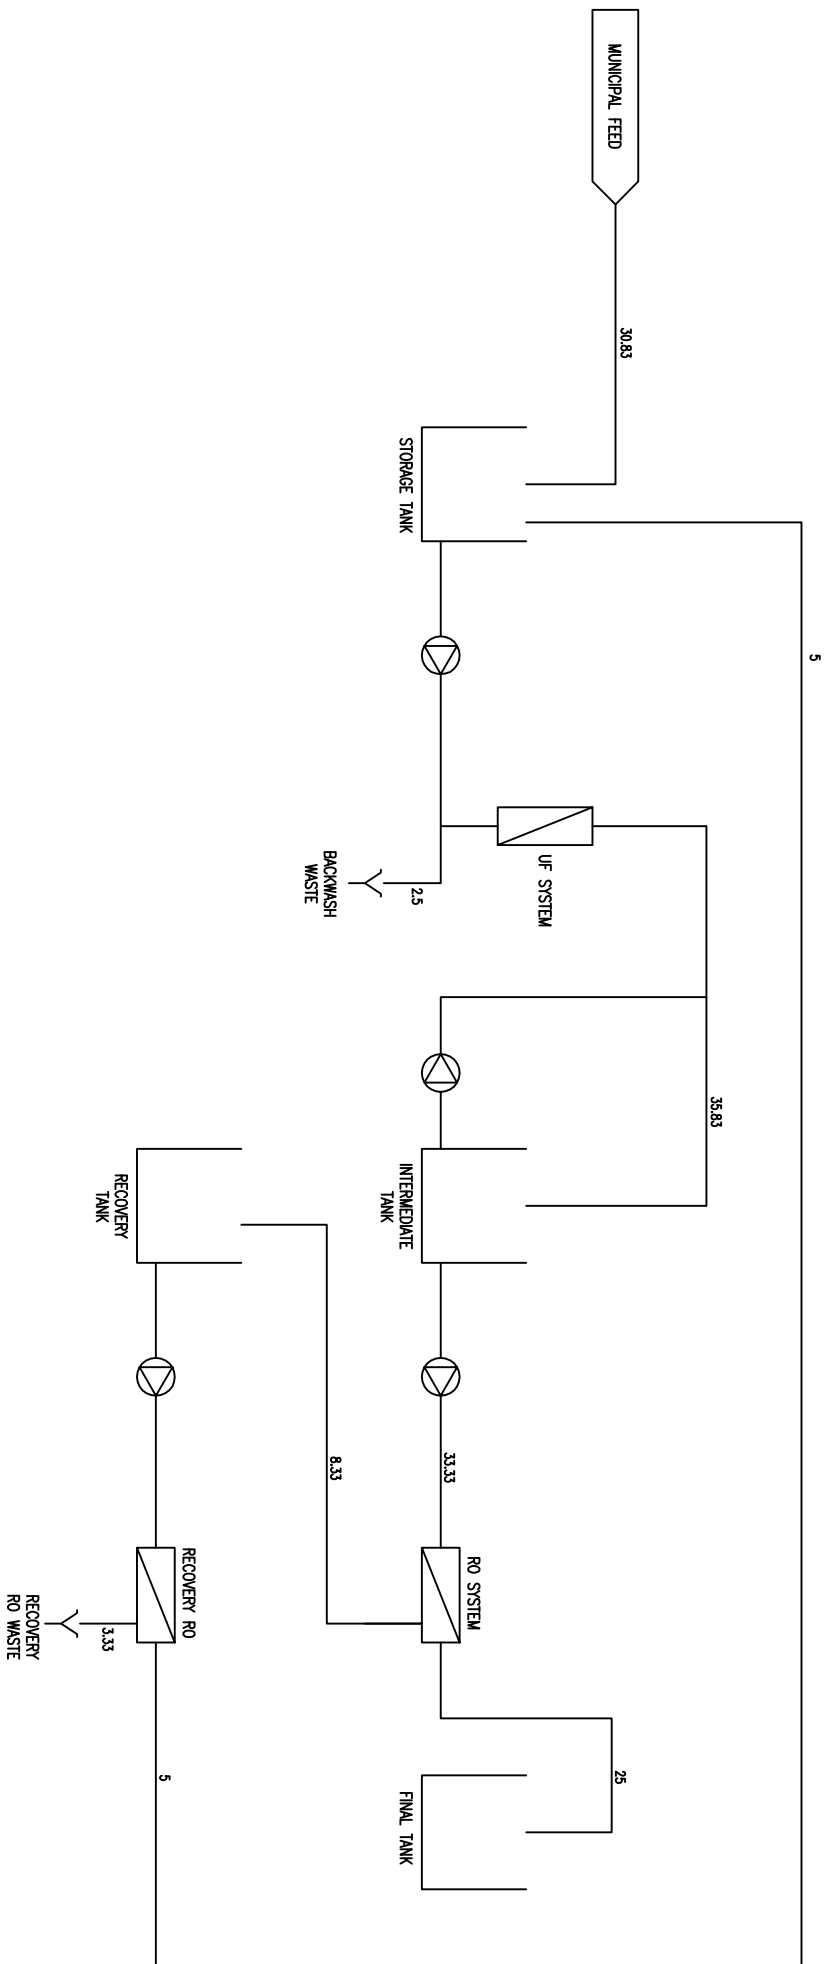 MUNICIPAL FEED
30.83
5
STORAGE TANK
UF SYSTEM
2.5
BACKWASH
WASTE
35.83
INTERMEDIATE
TANK
RECOVERY
TANK
33.33
8.33
RO SYSTEM
RECOVERY RO
3.33
RECOVERY
RO WASTE
25
FINAL TANK
5